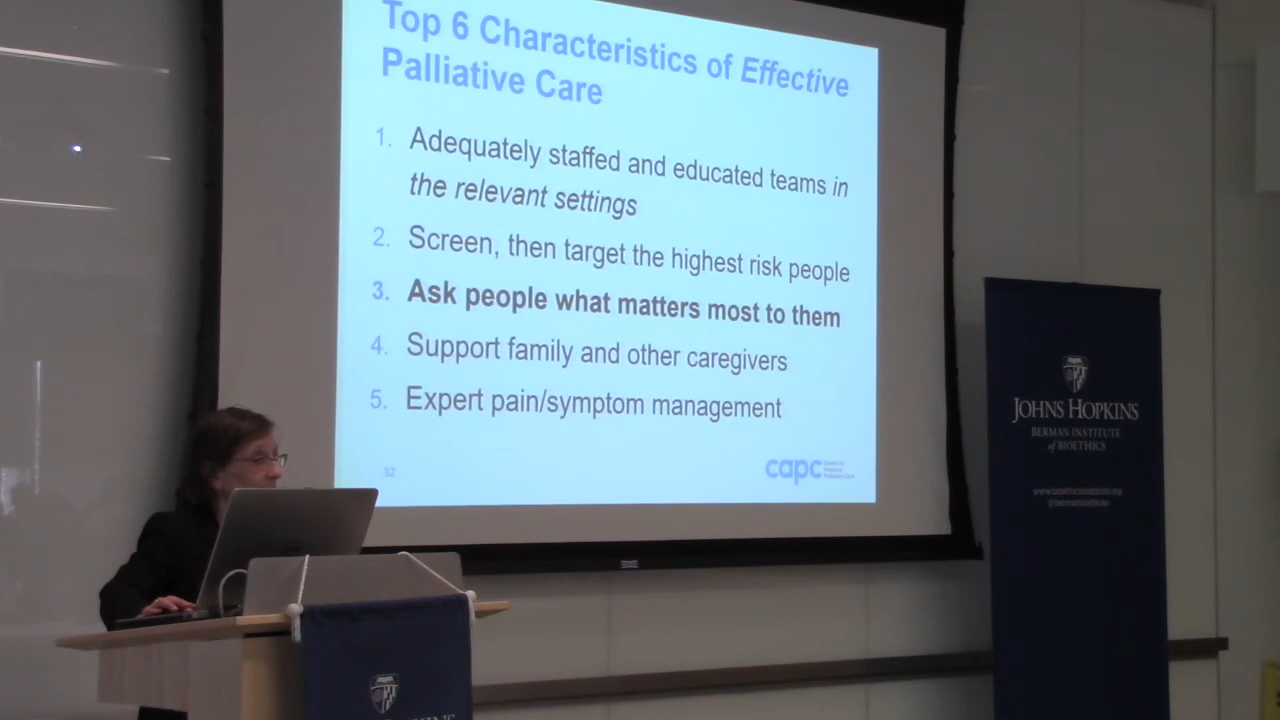 Top 6 Characteristics of Effective
Palliative Care
1. Adequately staffed and educated teams in
the relevant settings
2. Screen, then target the highest risk people
3. Ask people what matters most to them
4. Support family and other caregivers
5. Expert pain/symptom management
32
capc
JOHNS HOPKINS
BERMAN INSTITUTE
of BIOETHICS